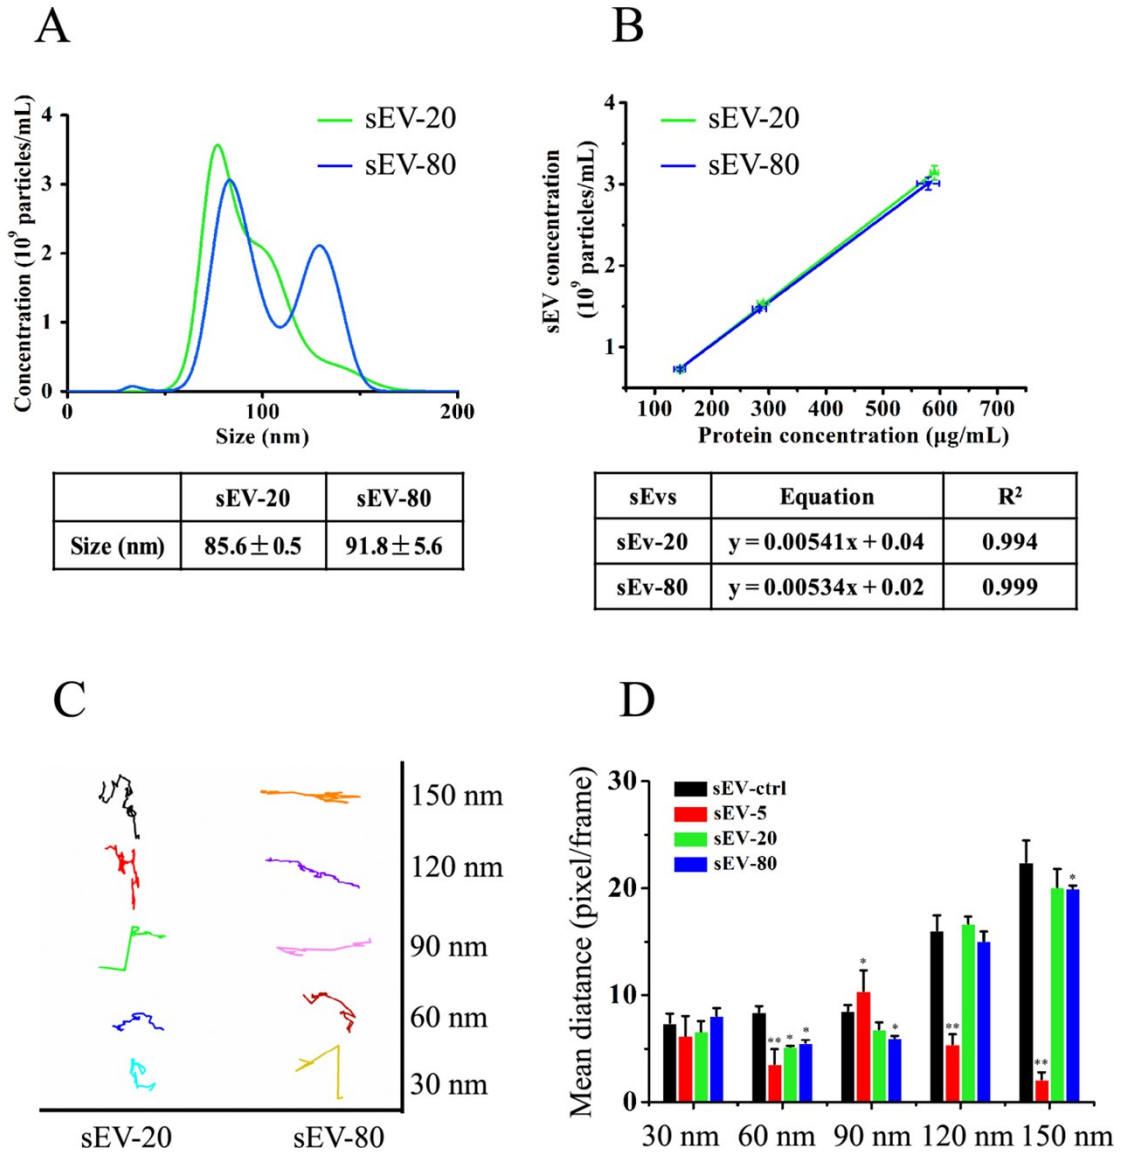 A
Concentration (10⁹ particles/mL)
4
3
2
1
0
sEV-20
sEV-80
0 100 200
Size (nm)
sEV-20 sEV-80
Size (nm) 85.6±0.5 91.8±5.6
B
sEV concentration
(10⁹ particles/mL)
4
3
2
1
sEV-20
sEV-80
100 200 300 400 500 600 700
Protein concentration (μg/mL)
sEvs Equation R²
sEv-20 y = 0.00541x + 0.04 0.994
sEv-80 y = 0.00534x + 0.02 0.999
C
150 nm
120 nm
90 nm
60 nm
30 nm
sEV-20 sEV-80
D
Mean diatance (pixel/frame)
30
20
10
0
sEV-ctrl
sEV-5
sEV-20
sEV-80
** * *
* *
**
** *
30 nm 60 nm 90 nm 120 nm 150 nm